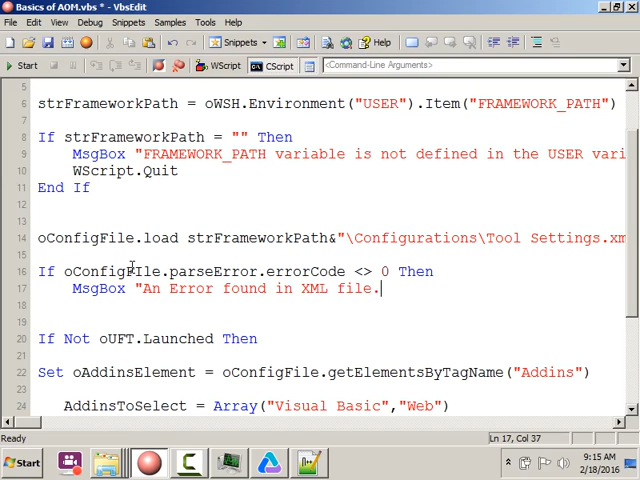 Basics of AOM.vbs * - VbsEdit
File Edit View Debug Snippets Samples Tools Help
Snippets Help
Start WScript CScript <Command-Line Arguments>
5
6 strFrameworkPath = oWSH.Environment("USER").Item("FRAMEWORK_PATH")
7
8 If strFrameworkPath = "" Then
9 MsgBox "FRAMEWORK_PATH variable is not defined in the USER vari
10 WScript.Quit
11 End If
12
13
14 oConfigFile.load strFrameworkPath&"\Configurations\Tool Settings.xm
15
16 If oConfigFIle.parseError.errorCode <> 0 Then
17 MsgBox "An Error found in XML file.
18
20 If Not oUFT.Launched Then
21
22 Set oAddinsElement = oConfigFile.getElementsByTagName("Addins")
23
24 AddinsToSelect = Array("Visual Basic","Web")
Ready Ln 17, Col 37
Start 9:15 AM
2/18/2016